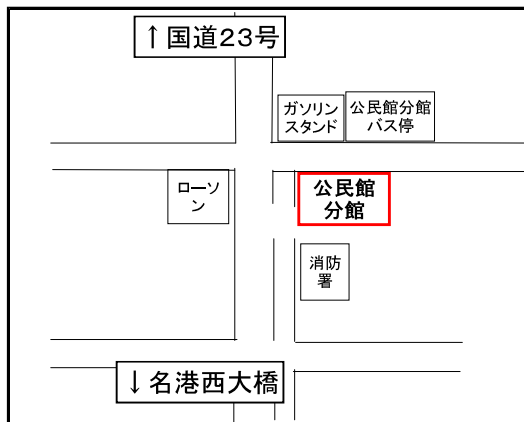 ↑国道23号
ガソリン
スタンド
公民館分館
バス停
ローソ
ン
公民館
分館
消防
署
↓名港西大橋